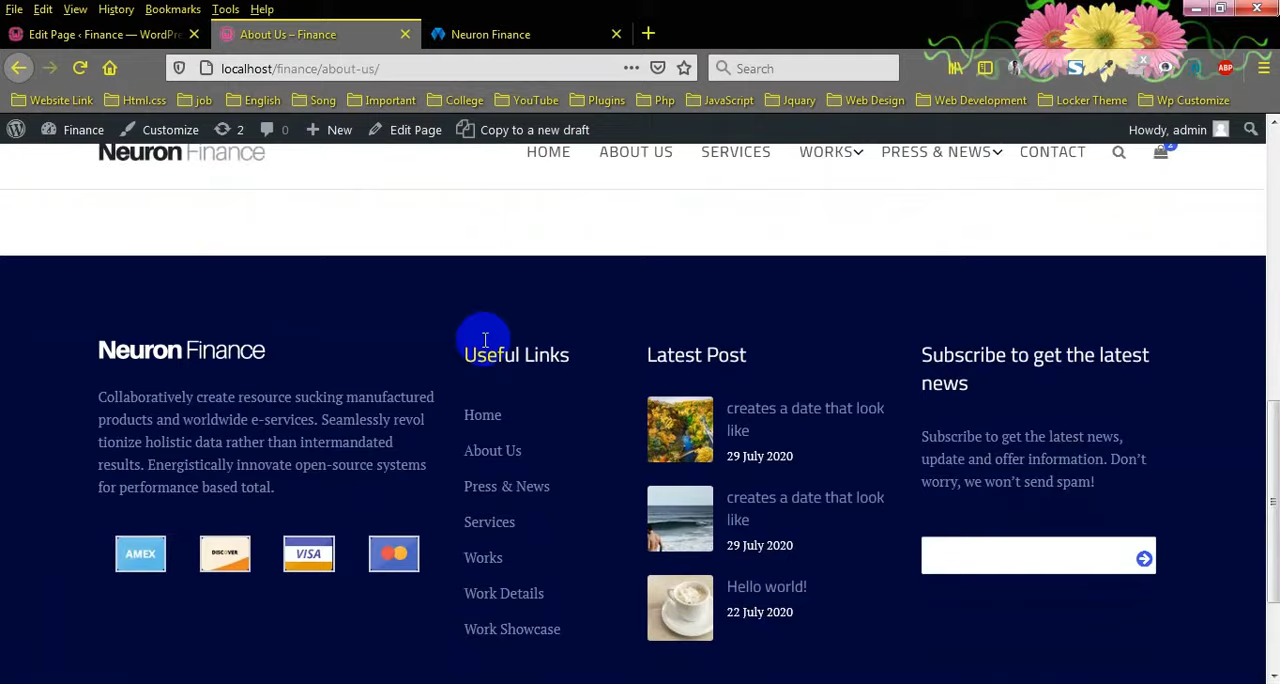 File Edit View History Bookmarks Tools Help
Edit Page ‹ Finance — WordPre
About Us – Finance
Neuron Finance
localhost/finance/about-us/
Search
ABP
Website Link Html.css job English Song Important College YouTube Plugins Php JavaScript Jquary Web Design Web Development Locker Theme Wp Customize
Finance Customize 2 0 New Edit Page Copy to a new draft Howdy, admin
Neuron Finance
HOME ABOUT US SERVICES WORKS PRESS & NEWS CONTACT 2
Neuron Finance
Collaboratively create resource sucking manufactured
products and worldwide e-services. Seamlessly revol
tionize holistic data rather than intermandated
results. Energistically innovate open-source systems
for performance based total.
AMEX DISCOVER VISA
Useful Links
Home
About Us
Press & News
Services
Works
Work Details
Work Showcase
Latest Post
creates a date that look
like
29 July 2020
creates a date that look
like
29 July 2020
Hello world!
22 July 2020
Subscribe to get the latest
news
Subscribe to get the latest news,
update and offer information. Don't
worry, we won't send spam!